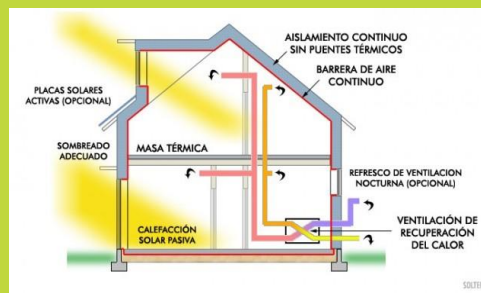 AISLAMIENTO CONTINUO
SIN PUENTES TÉRMICOS
BARRERA DE AIRE
CONTINUO
PLACAS SOLARES
ACTIVAS (OPCIONAL)
SOMBREADO
ADECUADO
MASA TÉRMICA
REFRESCO DE VENTILACION
NOCTURNA (OPCIONAL)
CALEFACCIÓN
SOLAR PASIVA
VENTILACIÓN DE
RECUPERACIÓN
DEL CALOR